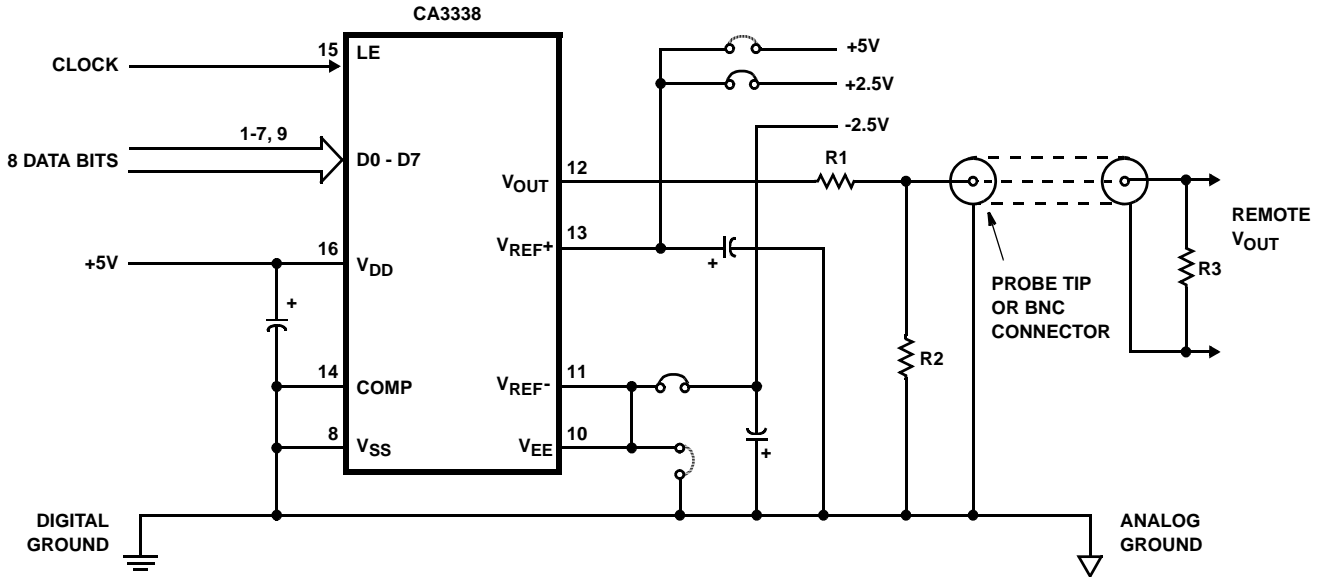 CA3338
CLOCK
15
LE
8 DATA BITS
1-7, 9
D0 - D7
+5V
+2.5V
-2.5V
VOUT
12
R1
VREF+
13
+
+5V
16
VDD
+
PROBE TIP
OR BNC
CONNECTOR
REMOTE
VOUT
R3
R2
14
COMP
VREF-
11
8
VSS
VEE
10
+
DIGITAL
GROUND
ANALOG
GROUND